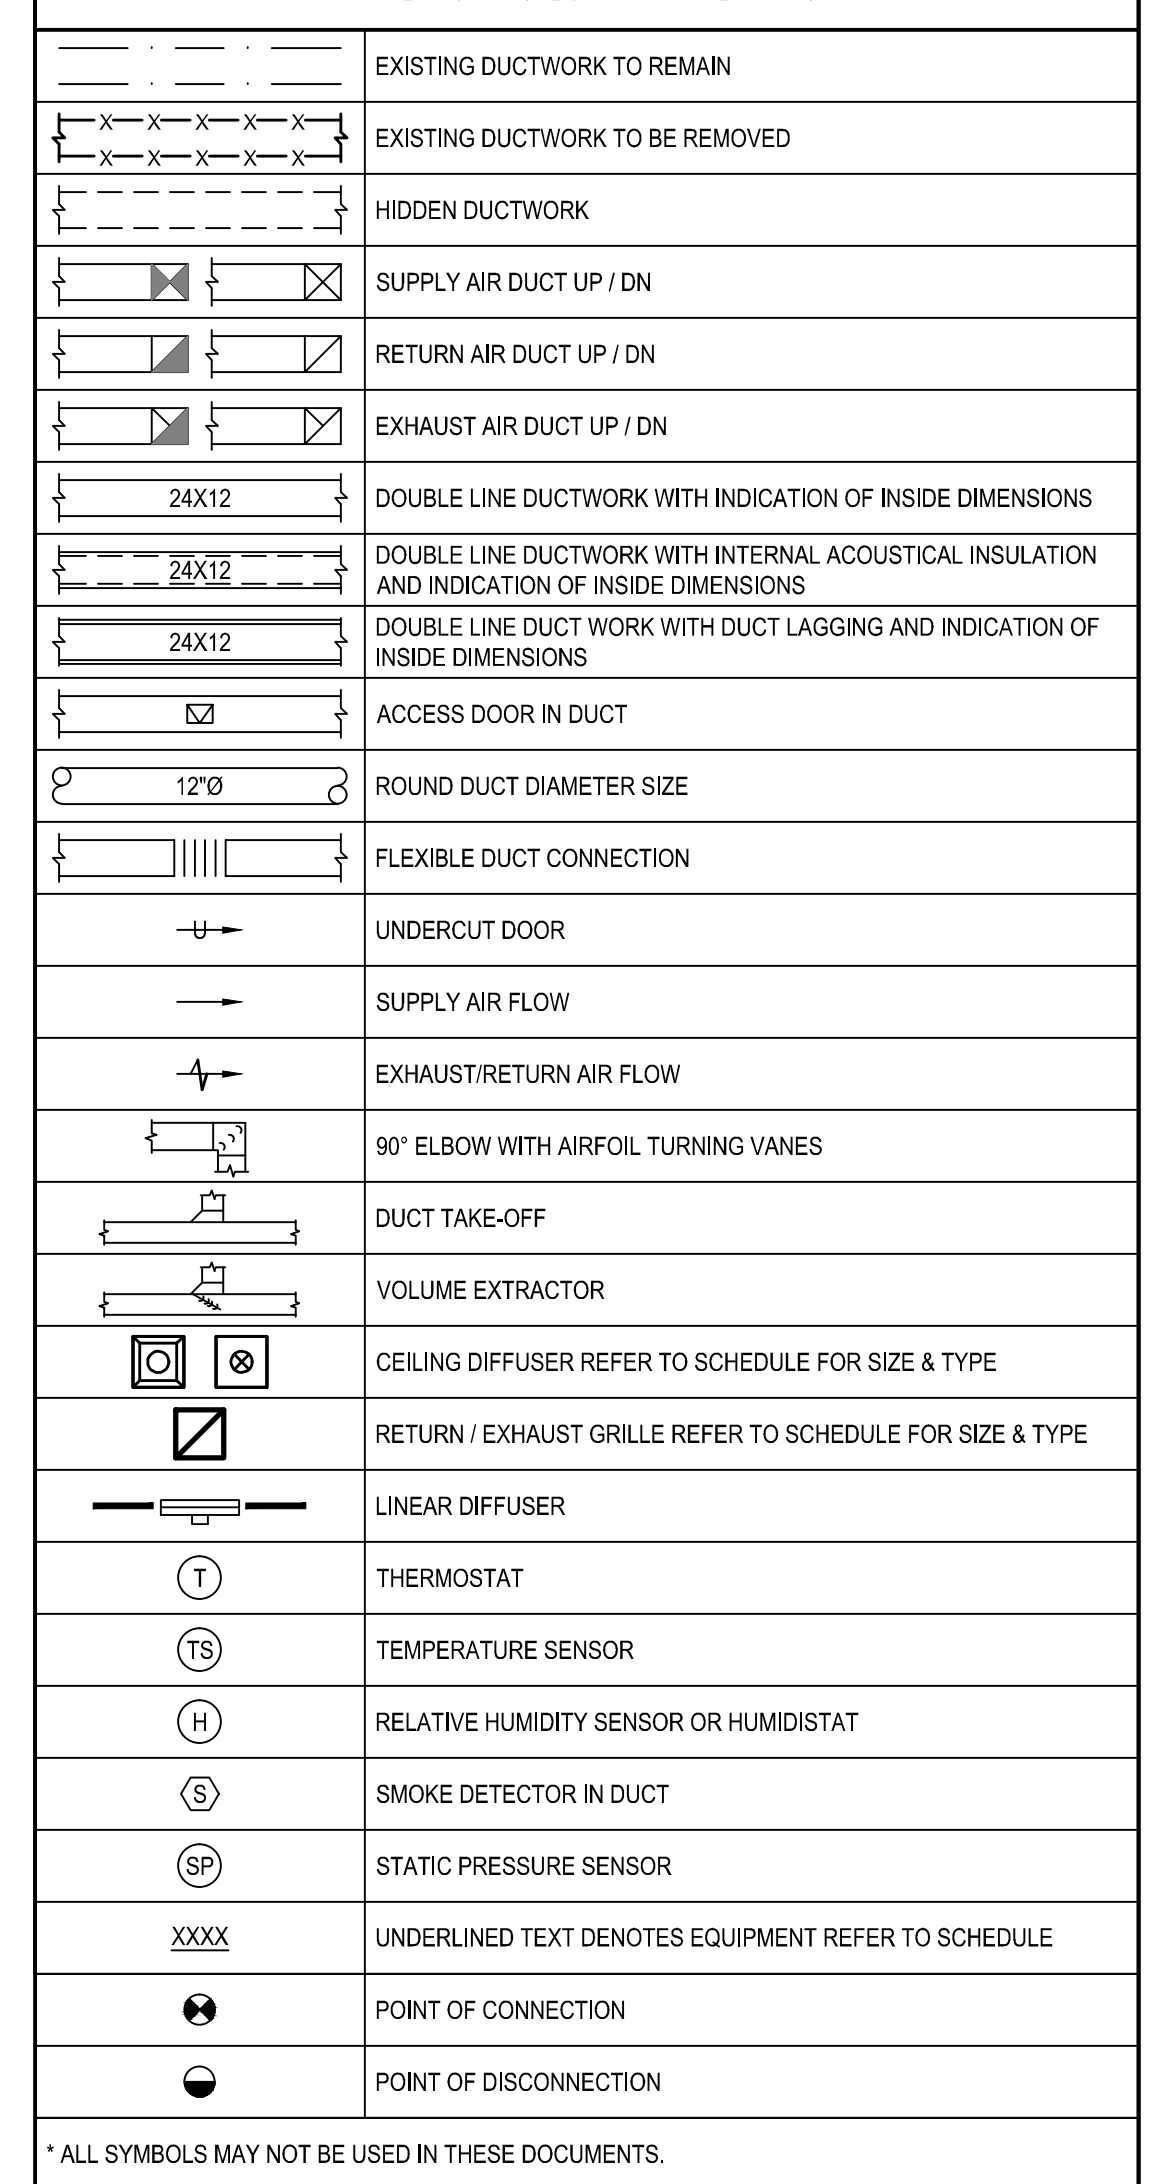 EXISTING DUCTWORK TO REMAIN
X X X X X
X X X X X
EXISTING DUCTWORK TO BE REMOVED
HIDDEN DUCTWORK
SUPPLY AIR DUCT UP / DN
RETURN AIR DUCT UP / DN
EXHAUST AIR DUCT UP / DN
24X12
DOUBLE LINE DUCTWORK WITH INDICATION OF INSIDE DIMENSIONS
24X12
DOUBLE LINE DUCTWORK WITH INTERNAL ACOUSTICAL INSULATION
AND INDICATION OF INSIDE DIMENSIONS
24X12
DOUBLE LINE DUCT WORK WITH DUCT LAGGING AND INDICATION OF
INSIDE DIMENSIONS
ACCESS DOOR IN DUCT
12"Ø
ROUND DUCT DIAMETER SIZE
FLEXIBLE DUCT CONNECTION
U
UNDERCUT DOOR
SUPPLY AIR FLOW
EXHAUST/RETURN AIR FLOW
90° ELBOW WITH AIRFOIL TURNING VANES
DUCT TAKE-OFF
VOLUME EXTRACTOR
CEILING DIFFUSER REFER TO SCHEDULE FOR SIZE & TYPE
RETURN / EXHAUST GRILLE REFER TO SCHEDULE FOR SIZE & TYPE
LINEAR DIFFUSER
T
THERMOSTAT
TS
TEMPERATURE SENSOR
H
RELATIVE HUMIDITY SENSOR OR HUMIDISTAT
S
SMOKE DETECTOR IN DUCT
SP
STATIC PRESSURE SENSOR
XXXX
UNDERLINED TEXT DENOTES EQUIPMENT REFER TO SCHEDULE
POINT OF CONNECTION
POINT OF DISCONNECTION
* ALL SYMBOLS MAY NOT BE USED IN THESE DOCUMENTS.